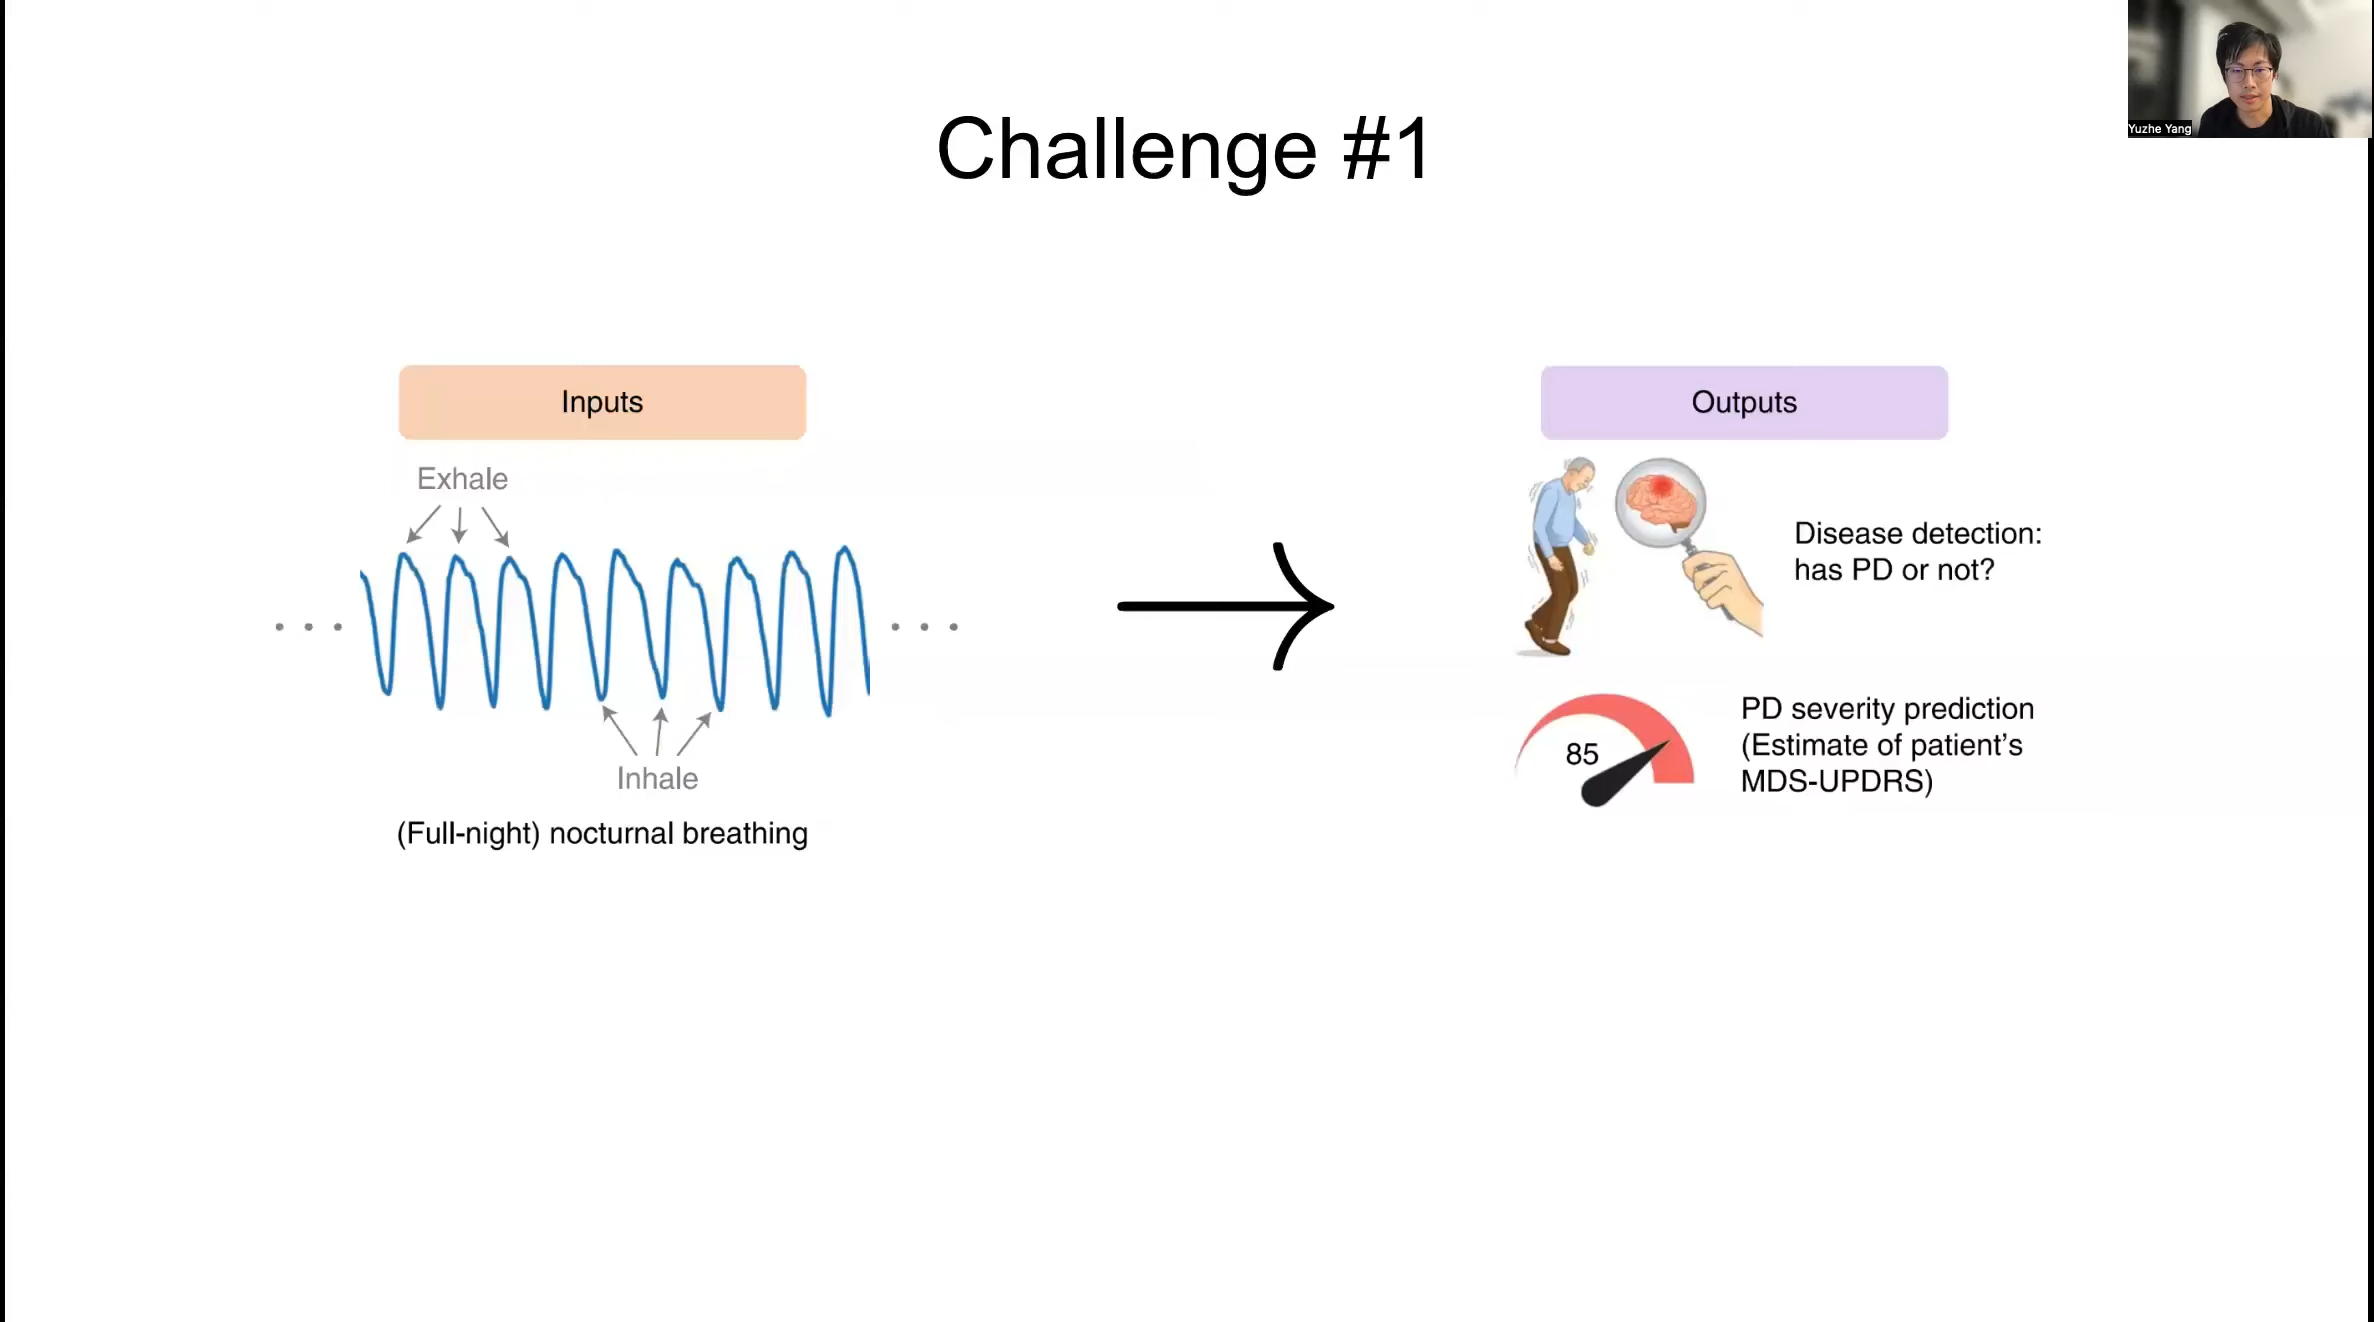 Yuzhe Yang
Challenge #1
Inputs
Exhale
Inhale
(Full-night) nocturnal breathing
Outputs
Disease detection:
has PD or not?
85
PD severity prediction
(Estimate of patient’s
MDS-UPDRS)